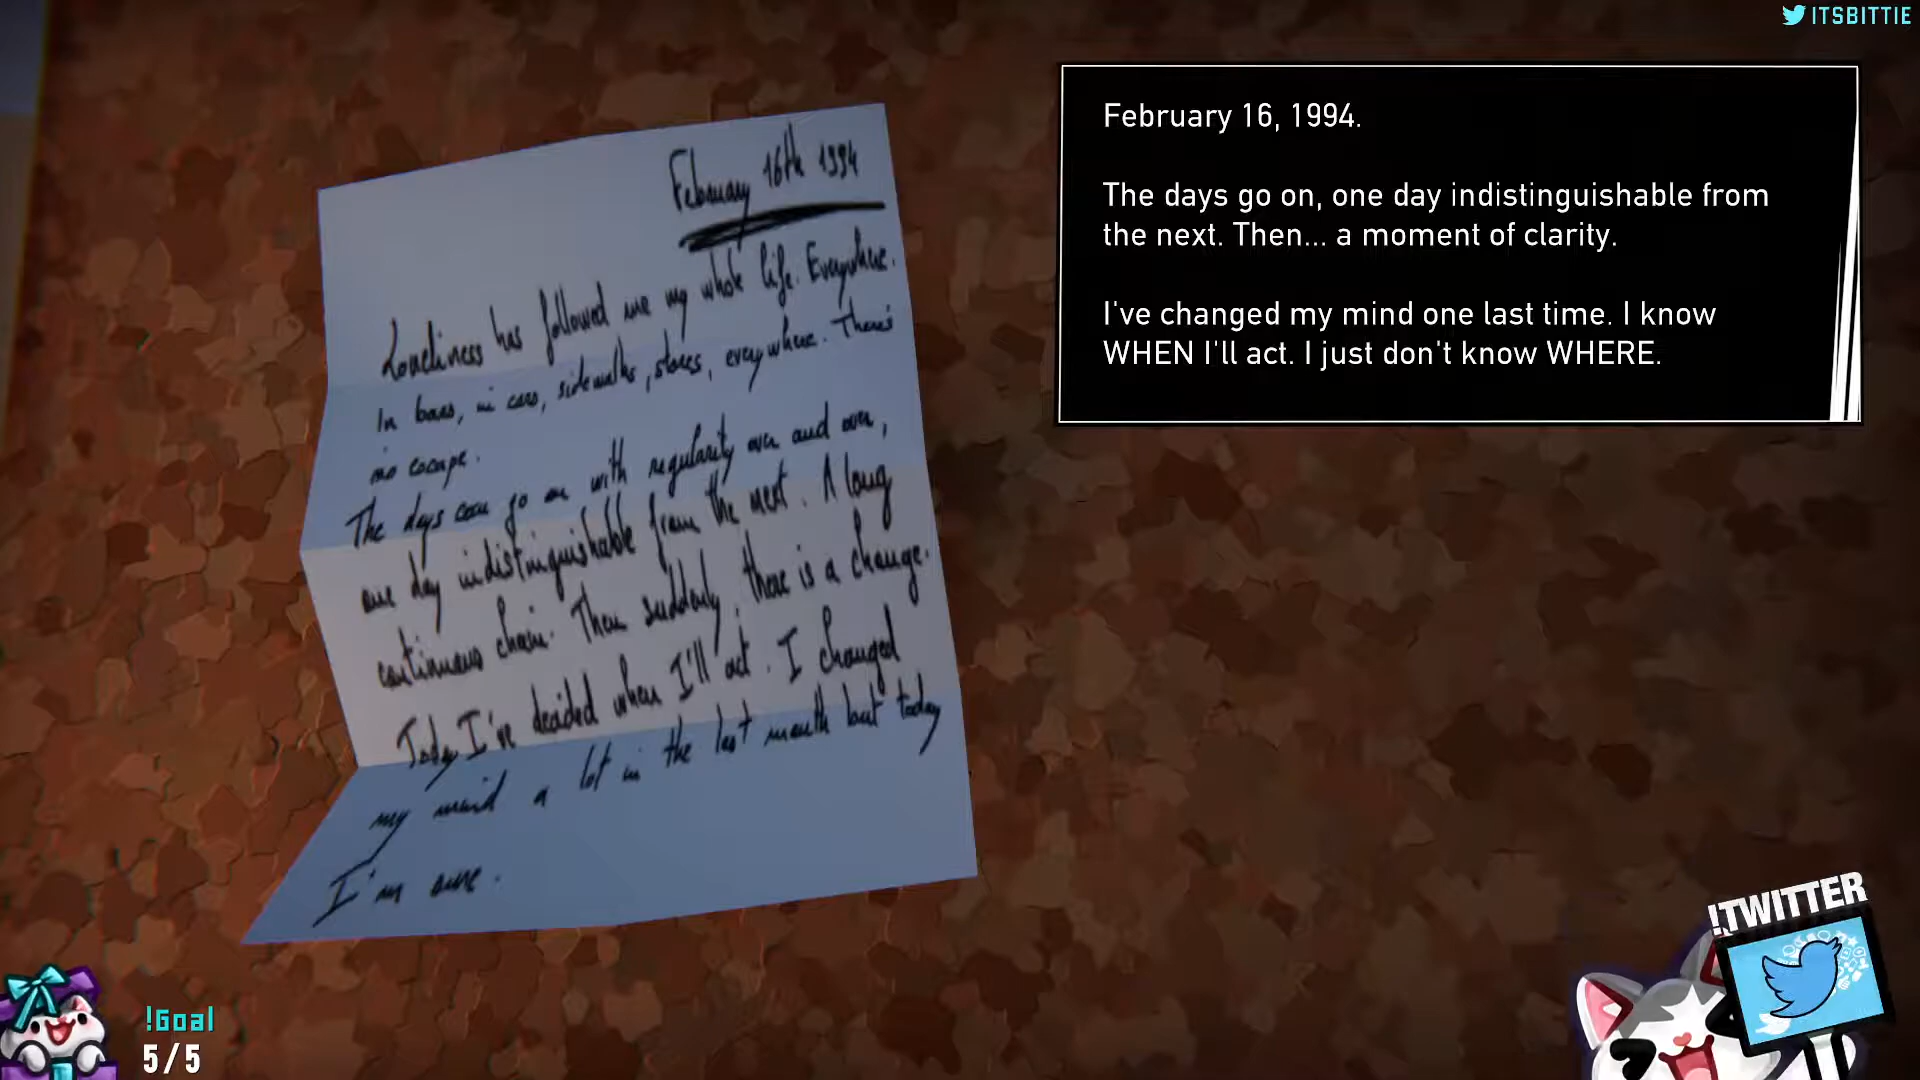 ITSBITTIE
February 16th 1994
Loneliness has followed me my whole life. Everywhere.
In bars, in cars, sidewalks, stores, everywhere. There's
no escape.
The days can go on with regularity over and over,
one day indistinguishable from the next. A long
continuous chain. Then suddenly, there is a change.
Today I've decided when I'll act. I changed
my mind a lot in the last month but today
I'm sure.
February 16, 1994.
The days go on, one day indistinguishable from
the next. Then... a moment of clarity.
I've changed my mind one last time. I know
WHEN I'll act. I just don't know WHERE.
!Goal
5/5
!TWITTER